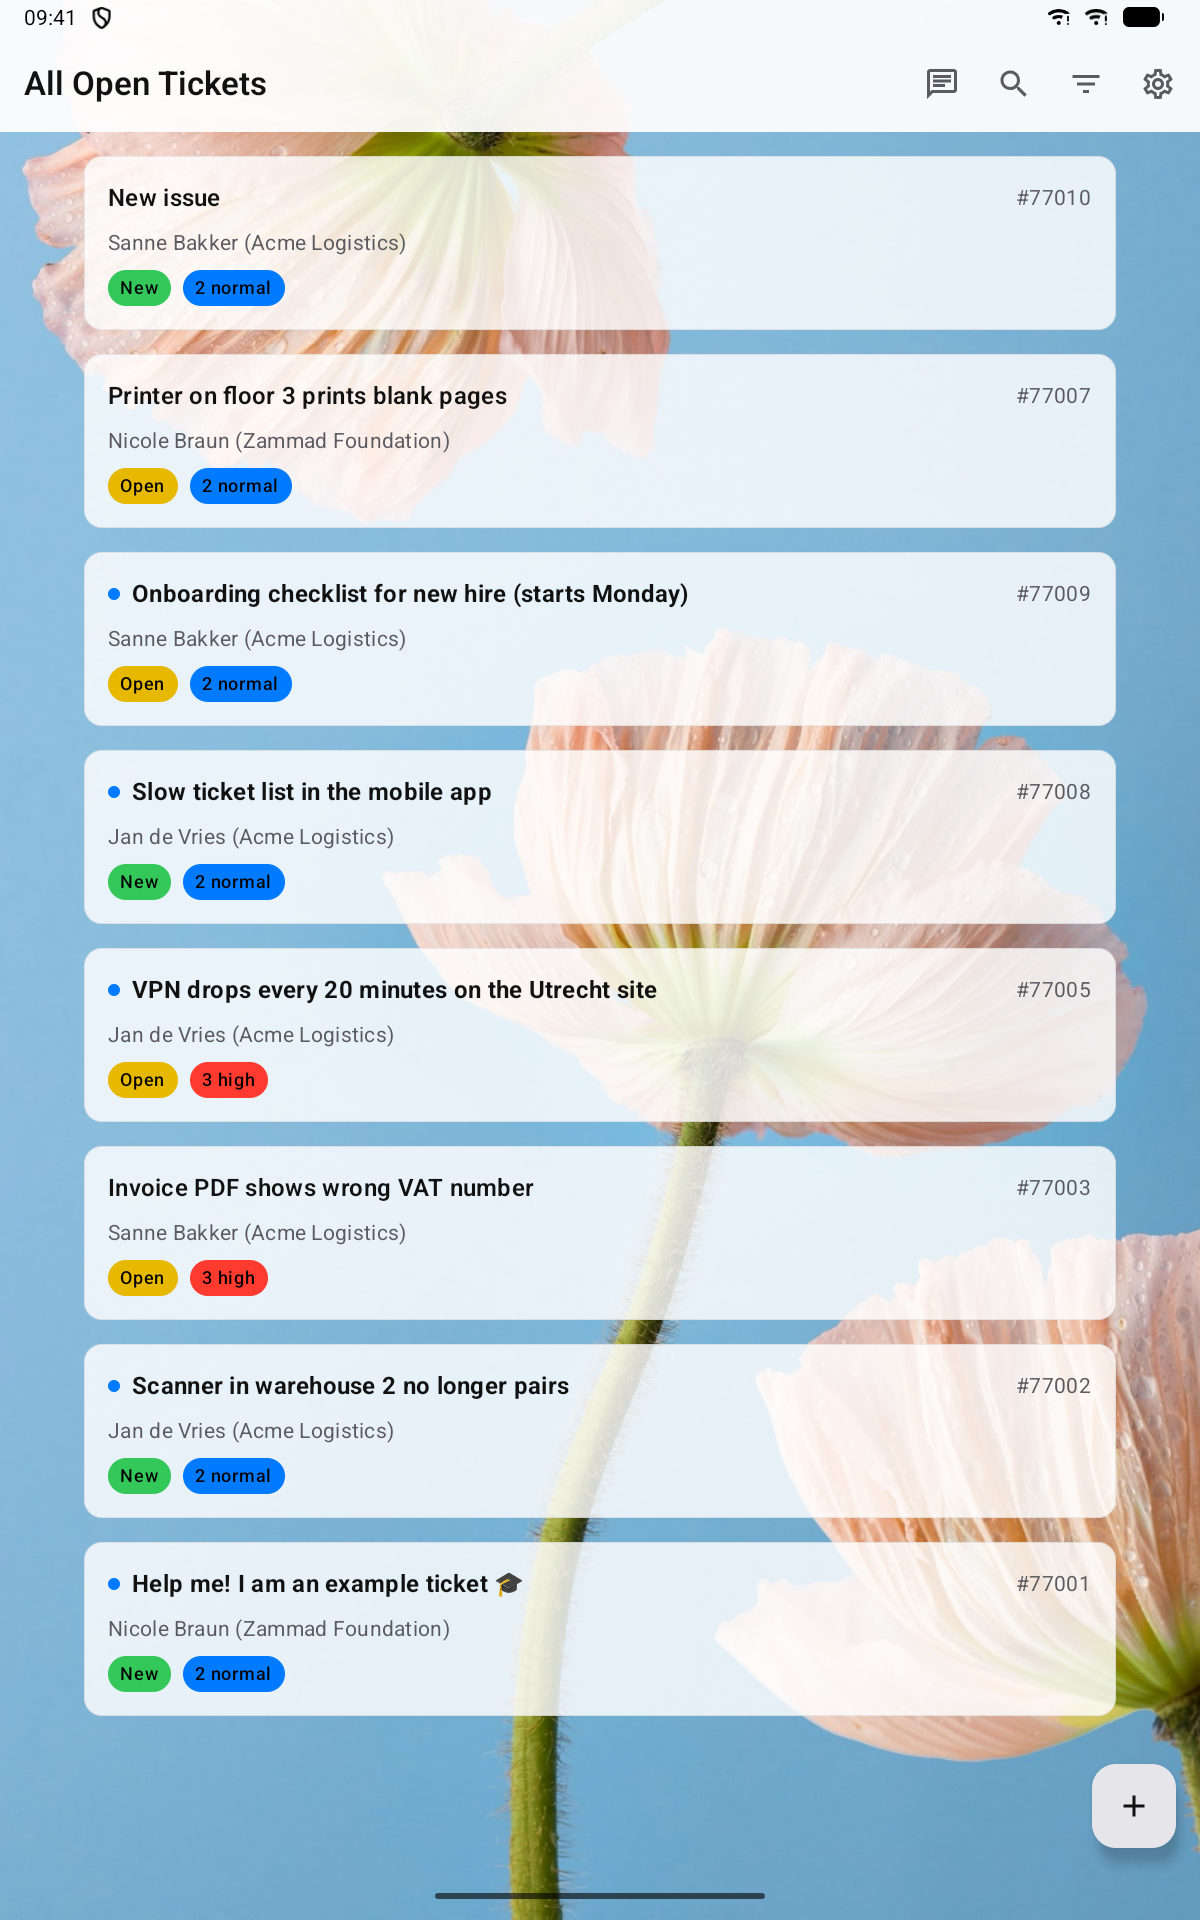 09:41
All Open Tickets
New issue #77010
Sanne Bakker (Acme Logistics)
New 2 normal
Printer on floor 3 prints blank pages #77007
Nicole Braun (Zammad Foundation)
Open 2 normal
Onboarding checklist for new hire (starts Monday) #77009
Sanne Bakker (Acme Logistics)
Open 2 normal
Slow ticket list in the mobile app #77008
Jan de Vries (Acme Logistics)
New 2 normal
VPN drops every 20 minutes on the Utrecht site #77005
Jan de Vries (Acme Logistics)
Open 3 high
Invoice PDF shows wrong VAT number #77003
Sanne Bakker (Acme Logistics)
Open 3 high
Scanner in warehouse 2 no longer pairs #77002
Jan de Vries (Acme Logistics)
New 2 normal
Help me! I am an example ticket 🎓 #77001
Nicole Braun (Zammad Foundation)
New 2 normal